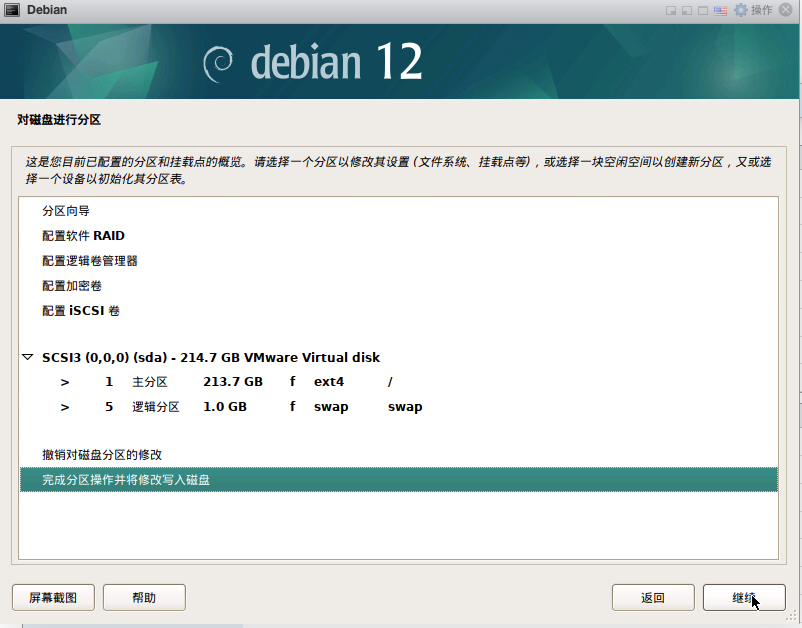 Debian
操作
debian 12
对磁盘进行分区
这是您目前已配置的分区和挂载点的概览。请选择一个分区以修改其设置 (文件系统、挂载点等)，或选择一块空闲空间以创建新分区，又或选
择一个设备以初始化其分区表。
分区向导
配置软件 RAID
配置逻辑卷管理器
配置加密卷
配置 iSCSI 卷
SCSI3 (0,0,0) (sda) - 214.7 GB VMware Virtual disk
> 1 主分区 213.7 GB f ext4 /
> 5 逻辑分区 1.0 GB f swap swap
撤销对磁盘分区的修改
完成分区操作并将修改写入磁盘
屏幕截图 帮助 返回 继续